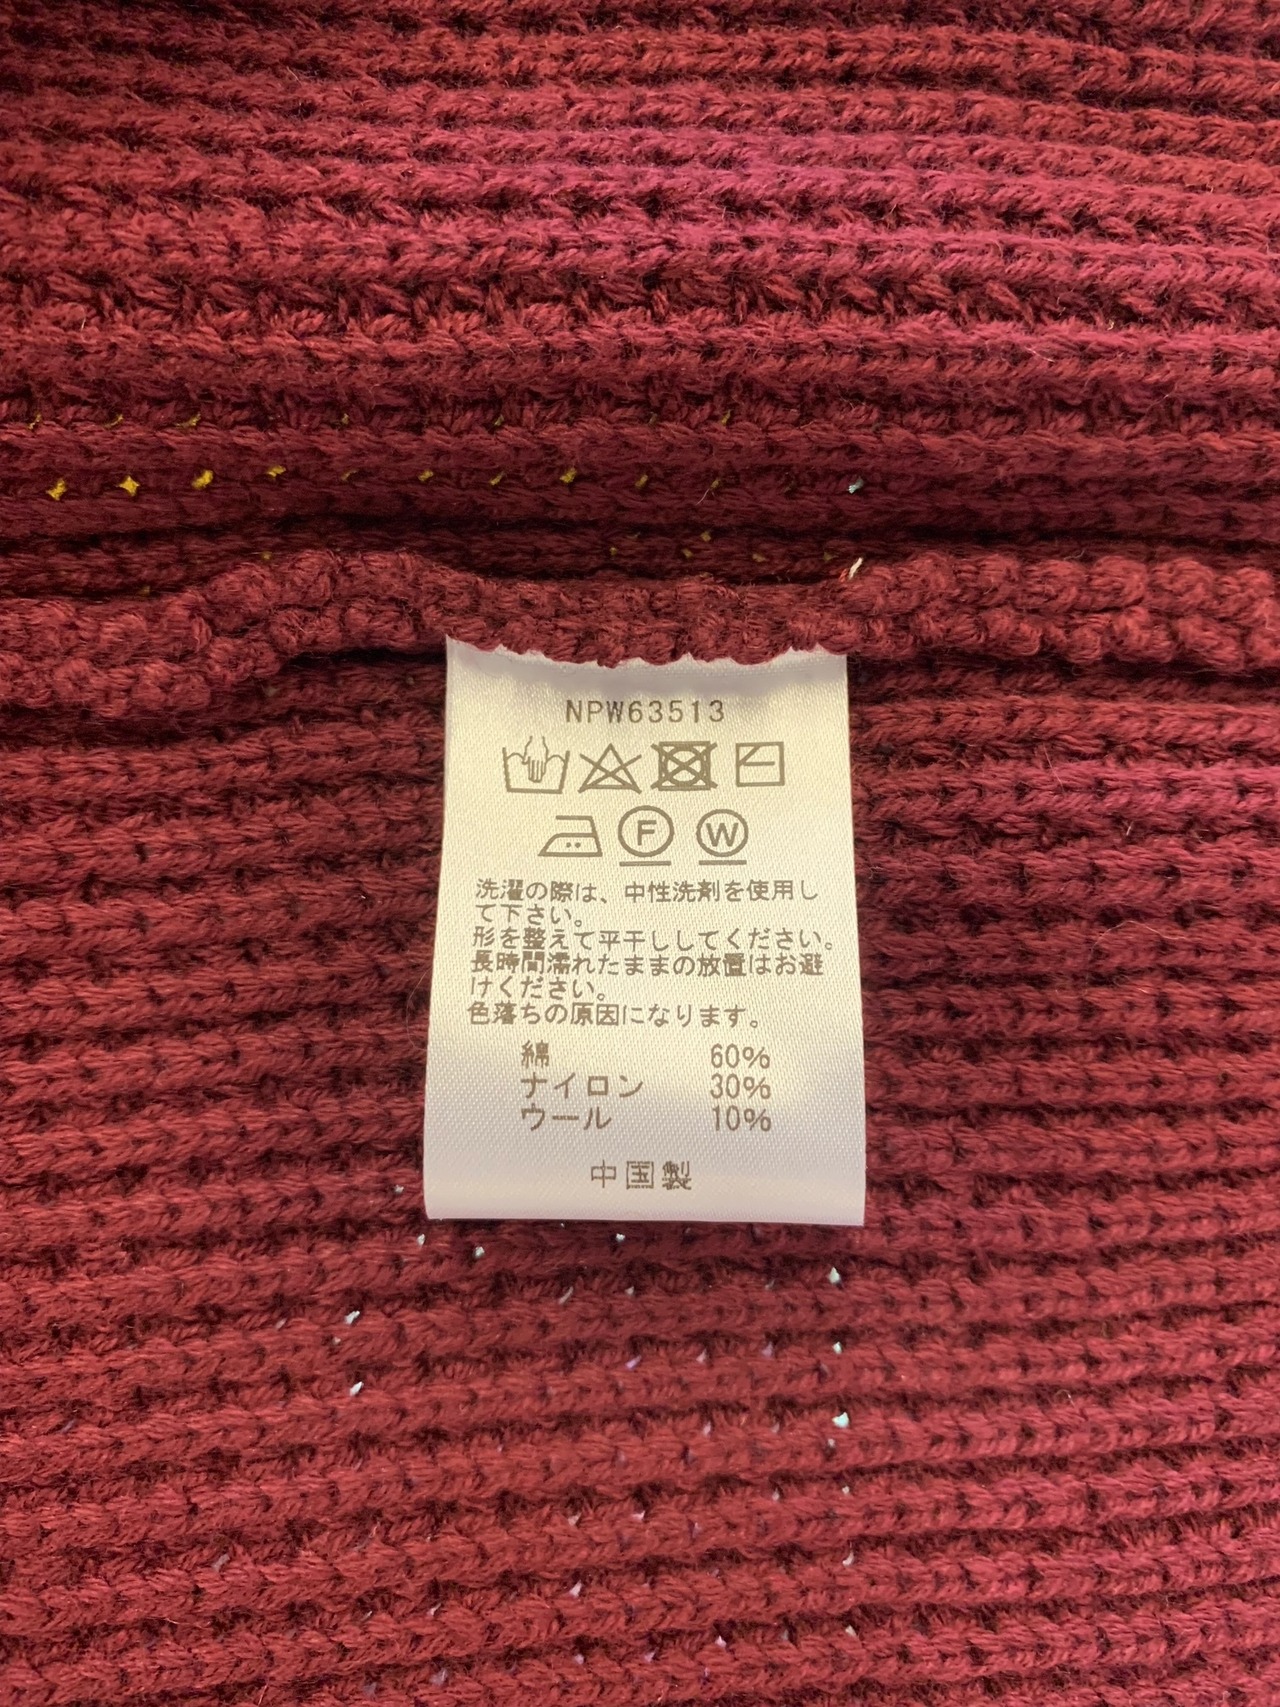 NPW63513
F W
洗濯の際は、中性洗剤を使用し
て下さい。
形を整えて平干ししてください。
長時間濡れたままの放置はお避
けください。
色落ちの原因になります。
綿 60%
ナイロン 30%
ウール 10%
中国製